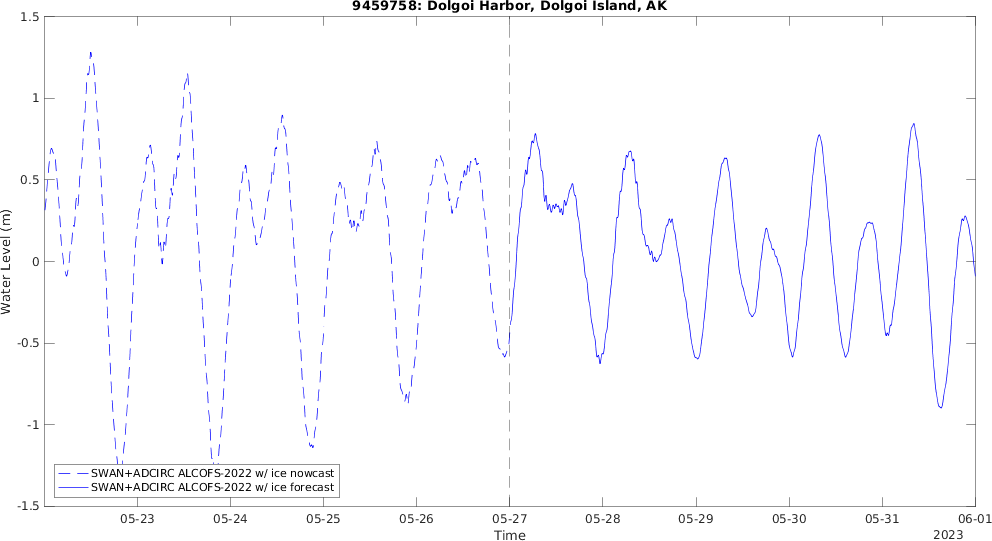 9459758: Dolgoi Harbor, Dolgoi Island, AK
1.5
1
0.5
0
-0.5
-1
-1.5
Water Level (m)
SWAN+ADCIRC ALCOFS-2022 w/ ice nowcast
SWAN+ADCIRC ALCOFS-2022 w/ ice forecast
05-23 05-24 05-25 05-26 05-27 05-28 05-29 05-30 05-31 06-01
Time
2023